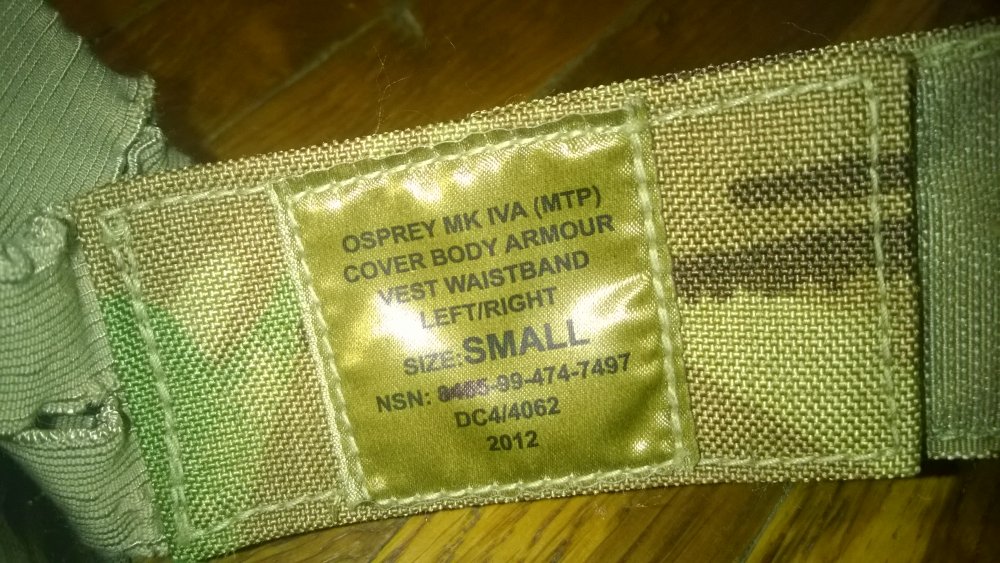 OSPREY MK IVA (MTP)
COVER BODY ARMOUR
VEST WAISTBAND
LEFT/RIGHT
SIZE:SMALL
NSN: -99-474-7497
DC4/4062
2012